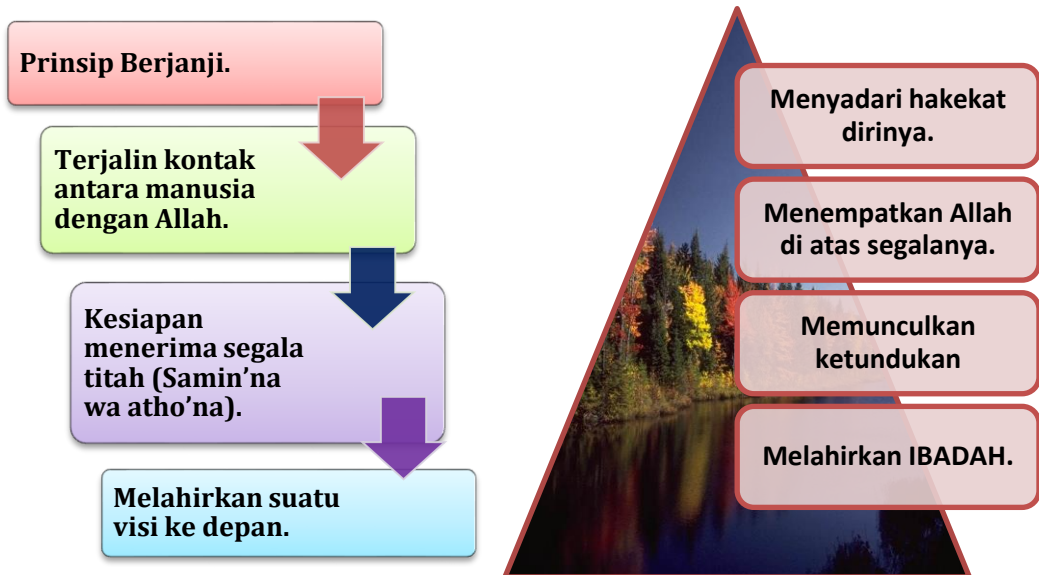 Prinsip Berjanji.
Terjalin kontak
antara manusia
dengan Allah.
Kesiapan
menerima segala
titah (Samin’na
wa atho’na).
Melahirkan suatu
visi ke depan.
Menyadari hakekat
dirinya.
Menempatkan Allah
di atas segalanya.
Memunculkan
ketundukan
Melahirkan IBADAH.